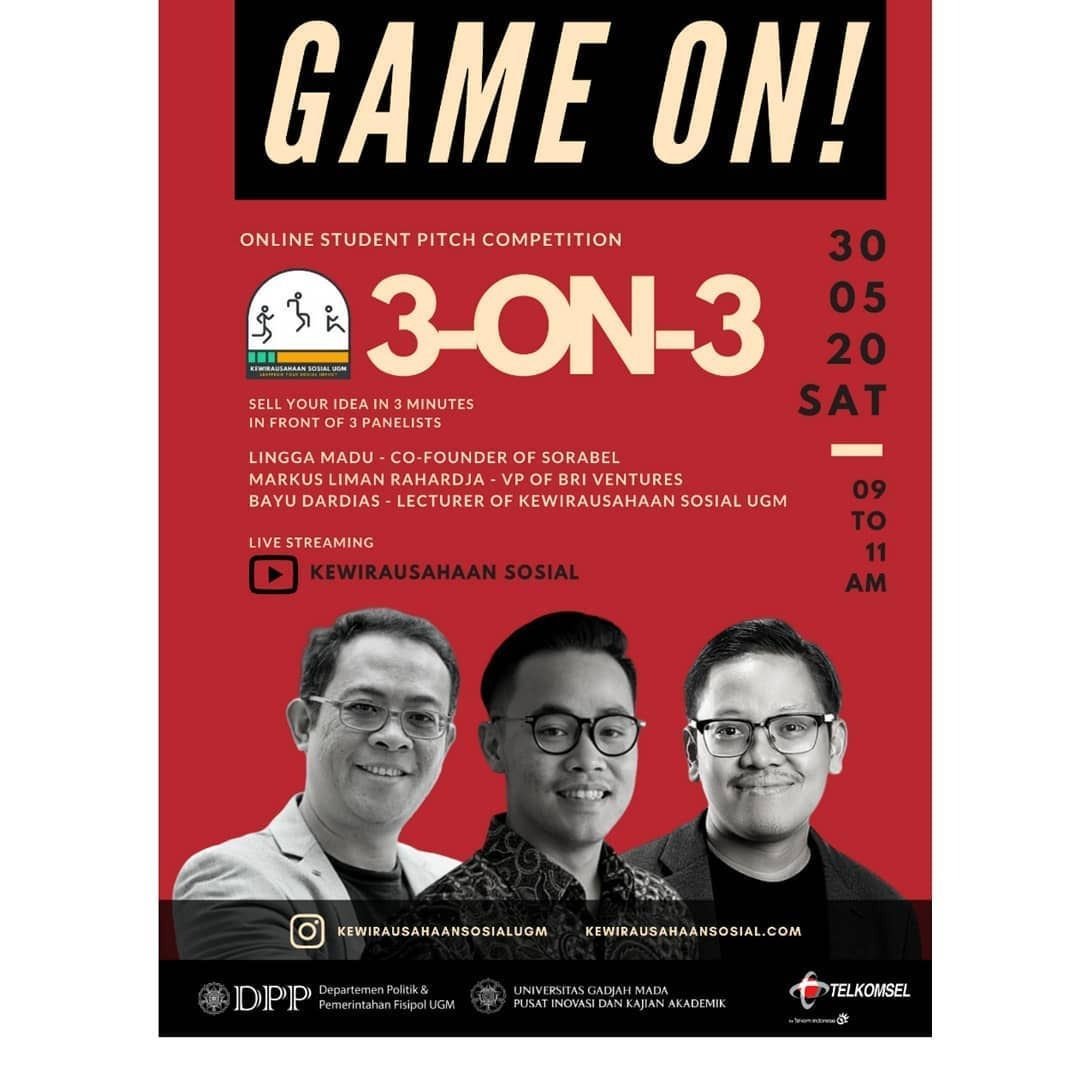 GAME ON!
ONLINE STUDENT PITCH COMPETITION
3-ON-3
KEWIRAUSAHAAN SOSIAL UGM
SELL YOUR IDEA IN 3 MINUTES
IN FRONT OF 3 PANELISTS
LINGGA MADU - CO-FOUNDER OF SORABEL
MARKUS LIMAN RAHARDJA - VP OF BRI VENTURES
BAYU DARDIAS - LECTURER OF KEWIRAUSAHAAN SOSIAL UGM
LIVE STREAMING
KEWIRAUSAHAAN SOSIAL
30
05
20
SAT
09
TO
11
AM
KEWIRAUSAHAANSOSIALUGM
KEWIRAUSAHAANSOSIAL.COM
DPP
Departemen Politik &
Pemerintahan Fisipol UGM
UNIVERSITAS GADJAH MADA
PUSAT INOVASI DAN KAJIAN AKADEMIK
TELKOMSEL
by Telkom Indonesia